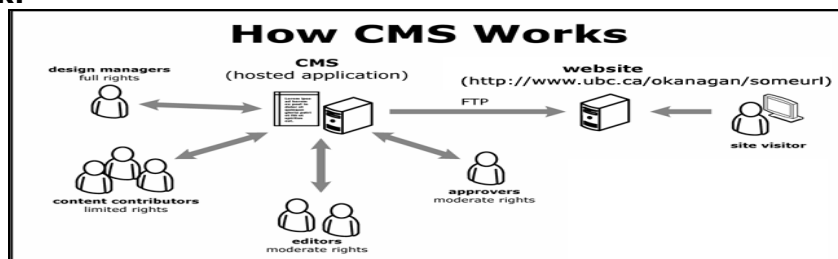 How CMS Works
design managers
full rights
CMS
(hosted application)
website
(http://www.ubc.ca/okanagan/someurl)
FTP
site visitor
content contributors
limited rights
approvers
moderate rights
editors
moderate rights